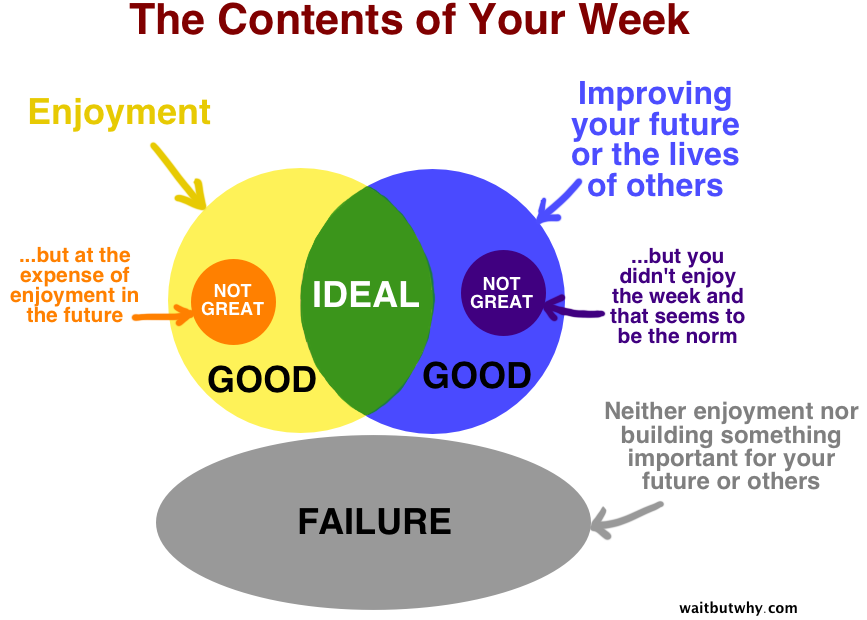 The Contents of Your Week
Enjoyment
Improving
your future
or the lives
of others
...but at the
expense of
enjoyment in
the future
NOT
GREAT
IDEAL
NOT
GREAT
...but you
didn't enjoy
the week and
that seems to
be the norm
GOOD
GOOD
Neither enjoyment nor
building something
important for your
future or others
FAILURE
waitbutwhy.com